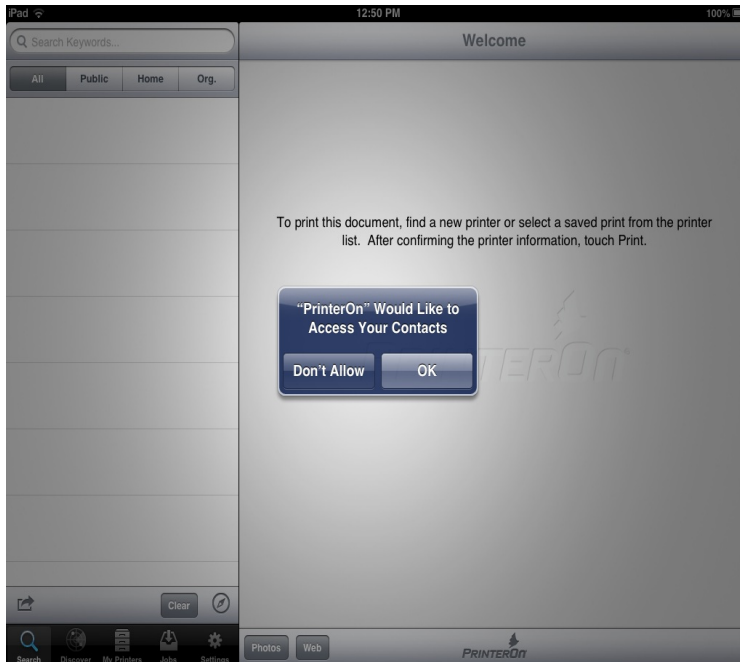 iPad 12:50 PM 100%
Search Keywords...
Welcome
All Public Home Org.
To print this document, find a new printer or select a saved print from the printer
list. After confirming the printer information, touch Print.
“PrinterOn” Would Like to
Access Your Contacts
Don't Allow OK
PRINTERON
Clear
Photos Web
PRINTERON
Search Discover My Printers Jobs Settings